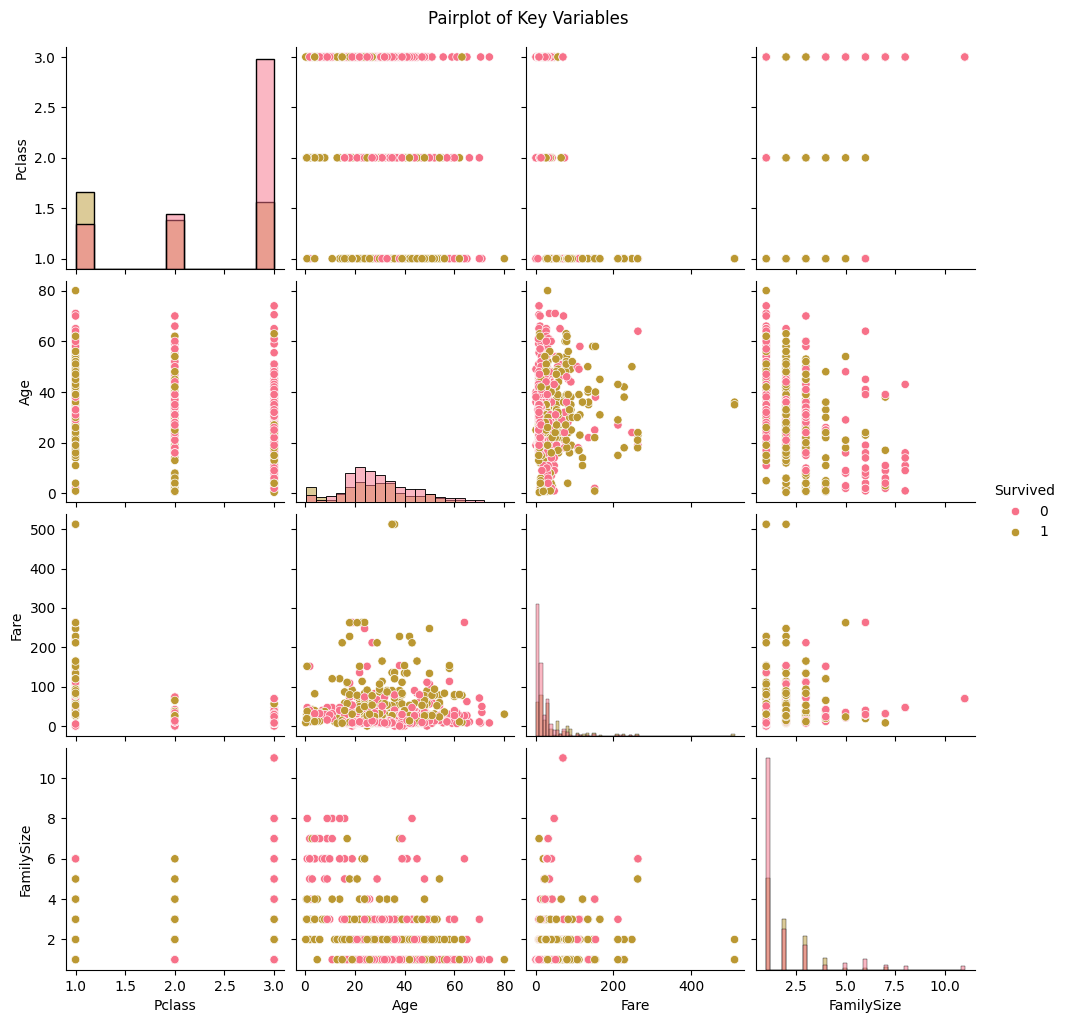 Pairplot of Key Variables
3.0
2.5
2.0
1.5
1.0
Pclass
80
60
40
20
0
Age
Survived
0
1
500
400
300
200
100
0
Fare
10
8
6
4
2
FamilySize
1.0 1.5 2.0 2.5 3.0
Pclass
0 20 40 60 80
Age
0 200 400
Fare
2.5 5.0 7.5 10.0
FamilySize